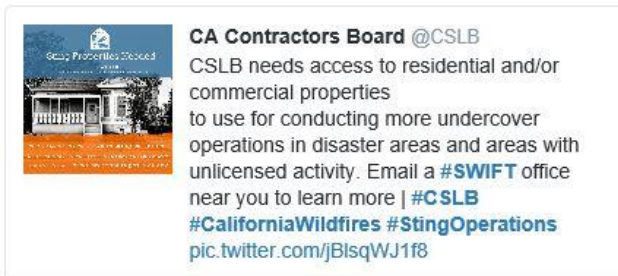 Sting Properties Needed
CA Contractors Board @CSLB
CSLB needs access to residential and/or
commercial properties
to use for conducting more undercover
operations in disaster areas and areas with
unlicensed activity. Email a #SWIFT office
near you to learn more | #CSLB
#CaliforniaWildfires #StingOperations
pic.twitter.com/jBlsqWJ1f8